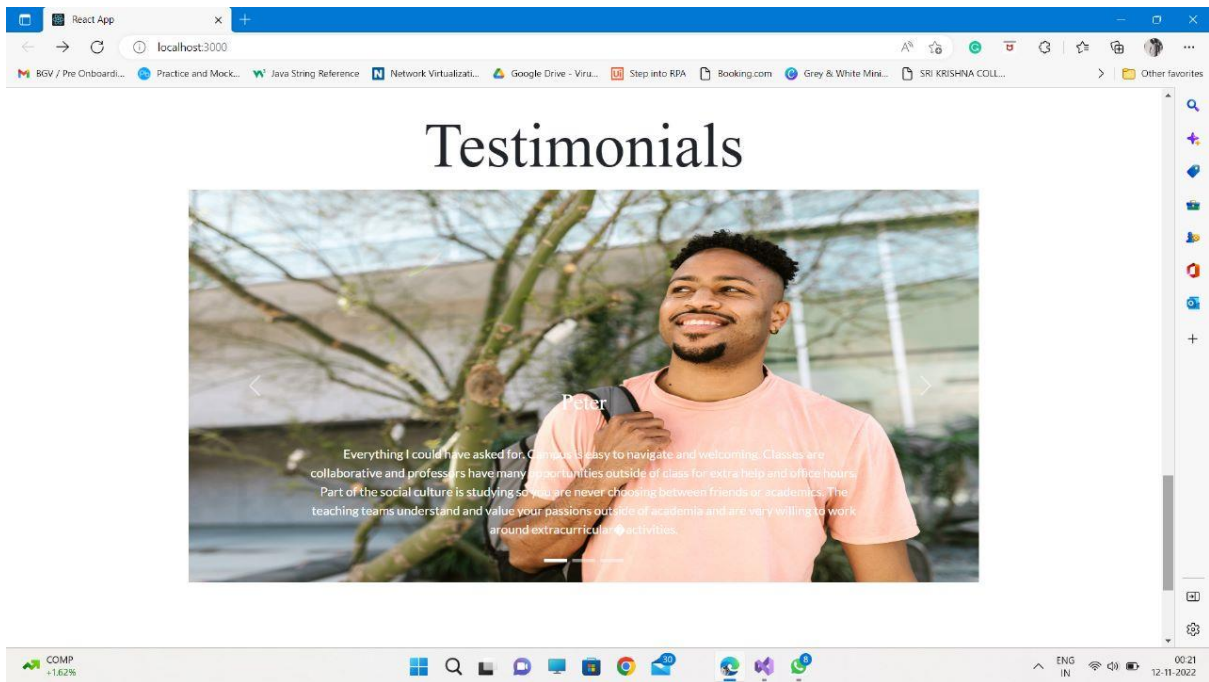 React App
localhost:3000
BGV / Pre Onboardi... Practice and Mock... Java String Reference Network Virtualizati... Google Drive - Viru... Step into RPA Booking.com Grey & White Mini... SRI KRISHNA COLL... Other favorites
Testimonials
Peter
Everything I could have asked for. Campus is easy to navigate and welcoming. Classes are
collaborative and professors have many opportunities outside of class for extra help and office hours.
Part of the social culture is studying so you are never choosing between friends or academics. The
teaching teams understand and value your passions outside of academia and are very willing to work
around extracurricular�activities.
COMP
+1.62%
30
8
ENG
IN
00:21
12-11-2022